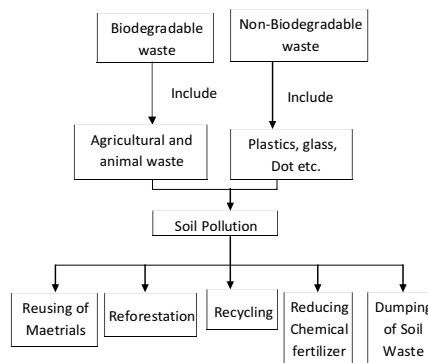 Biodegradable
waste
Non-Biodegradable
waste
Include
Include
Agricultural and
animal waste
Plastics, glass,
Dot etc.
Soil Pollution
Reusing of
Maetrials
Reforestation
Recycling
Reducing
Chemical
fertilizer
Dumping
of Soil
Waste